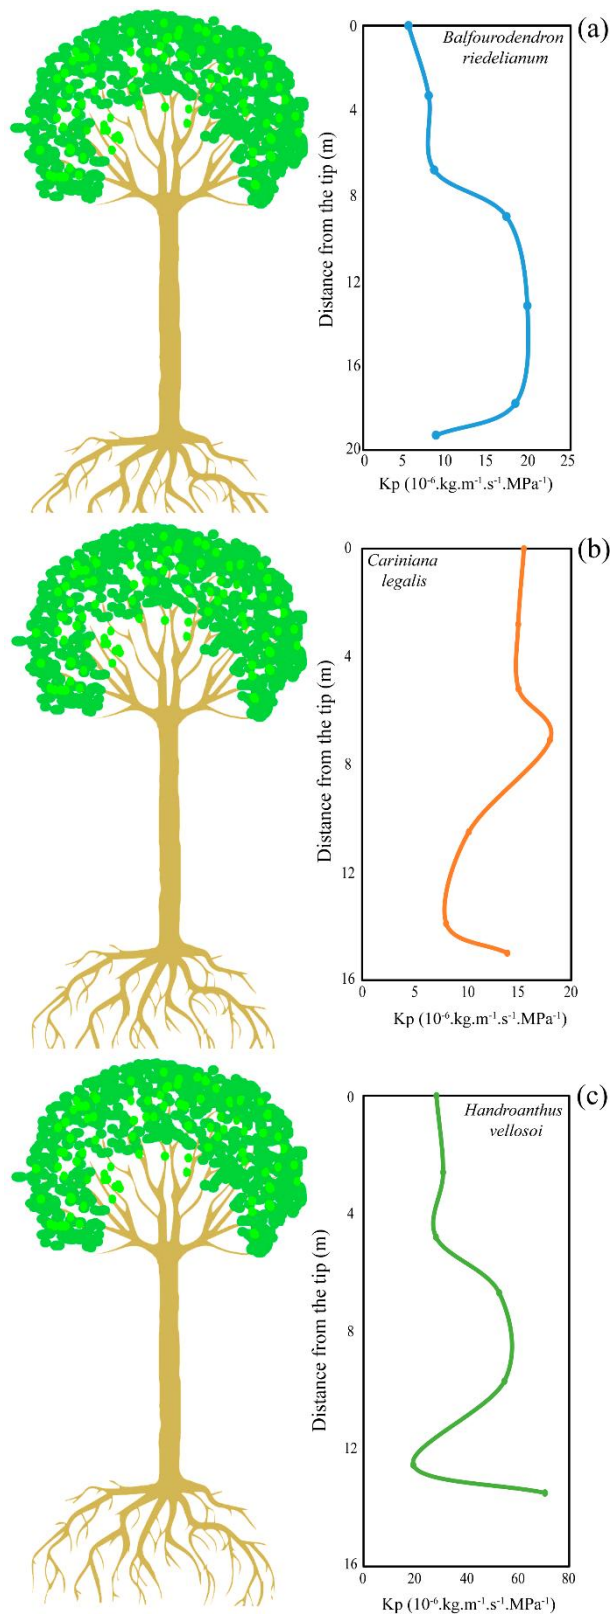 (a)
Balfourodendron
riedelianum
Distance from the tip (m)
0
4
8
12
16
20
0 5 10 15 20 25
Kp (10⁻⁶.kg.m⁻¹.s⁻¹.MPa⁻¹)
(b)
Cariniana
legalis
Distance from the tip (m)
0
4
8
12
16
0 5 10 15 20
Kp (10⁻⁶.kg.m⁻¹.s⁻¹.MPa⁻¹)
(c)
Handroanthus
vellosoi
Distance from the tip (m)
0
4
8
12
16
0 20 40 60 80
Kp (10⁻⁶.kg.m⁻¹.s⁻¹.MPa⁻¹)